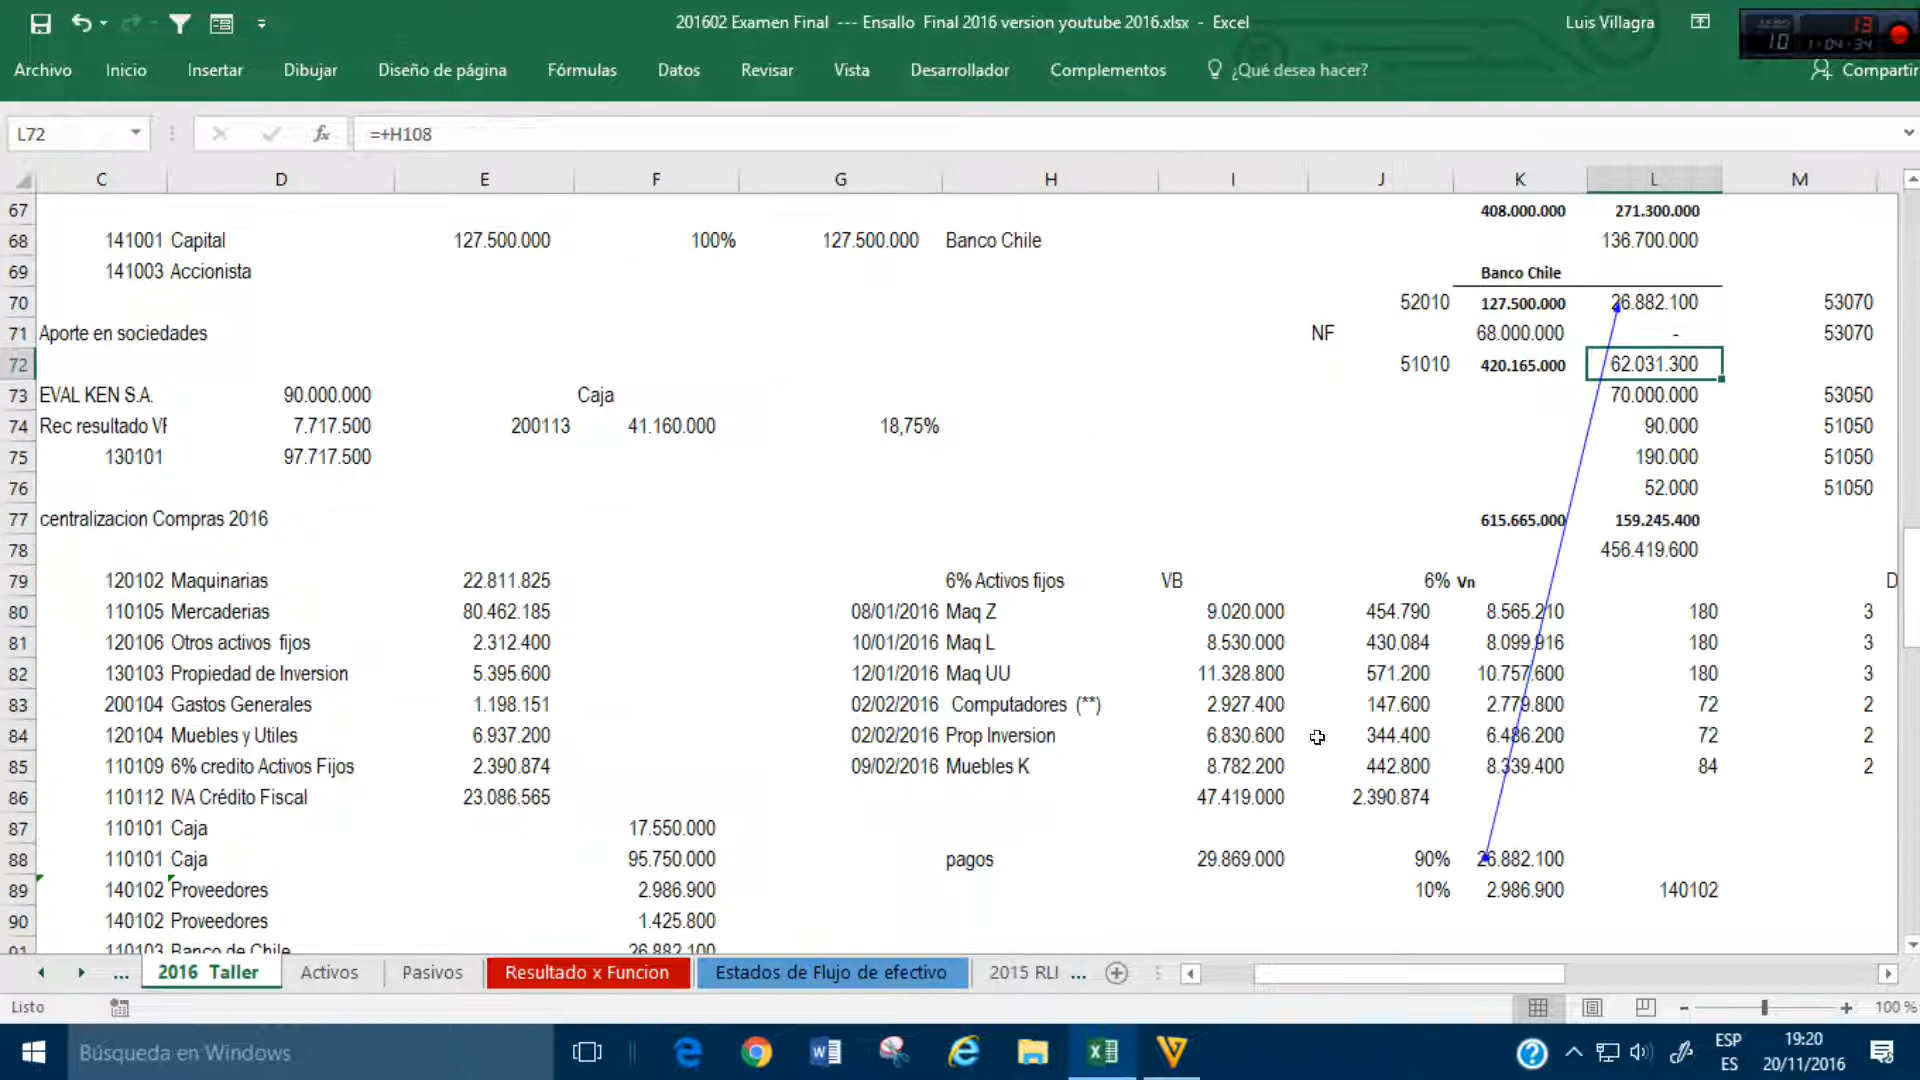 201602 Examen Final --- Ensallo Final 2016 version youtube 2016.xlsx - Excel
Luis Villagra
13
10 1:04:34
Archivo Inicio Insertar Dibujar Diseño de página Fórmulas Datos Revisar Vista Desarrollador Complementos ¿Qué desea hacer? Compartir
L72 fx =+H108
C D E F G H I J K L M
67 408.000.000 271.300.000
68 141001 Capital 127.500.000 100% 127.500.000 Banco Chile 136.700.000
69 141003 Accionista Banco Chile
70 52010 127.500.000 26.882.100 53070
71 Aporte en sociedades NF 68.000.000 - 53070
72 51010 420.165.000 62.031.300
73 EVAL KEN S.A. 90.000.000 Caja 70.000.000 53050
74 Rec resultado VF 7.717.500 200113 41.160.000 18,75% 90.000 51050
75 130101 97.717.500 190.000 51050
76 52.000 51050
77 centralizacion Compras 2016 615.665.000 159.245.400
78 456.419.600
79 120102 Maquinarias 22.811.825 6% Activos fijos VB 6% Vn D
80 110105 Mercaderias 80.462.185 08/01/2016 Maq Z 9.020.000 454.790 8.565.210 180 3
81 120106 Otros activos fijos 2.312.400 10/01/2016 Maq L 8.530.000 430.084 8.099.916 180 3
82 130103 Propiedad de Inversion 5.395.600 12/01/2016 Maq UU 11.328.800 571.200 10.757.600 180 3
83 200104 Gastos Generales 1.198.151 02/02/2016 Computadores (**) 2.927.400 147.600 2.779.800 72 2
84 120104 Muebles y Utiles 6.937.200 02/02/2016 Prop Inversion 6.830.600 344.400 6.486.200 72 2
85 110109 6% credito Activos Fijos 2.390.874 09/02/2016 Muebles K 8.782.200 442.800 8.339.400 84 2
86 110112 IVA Crédito Fiscal 23.086.565 47.419.000 2.390.874
87 110101 Caja 17.550.000
88 110101 Caja 95.750.000 pagos 29.869.000 90% 26.882.100
89 140102 Proveedores 2.986.900 10% 2.986.900 140102
90 140102 Proveedores 1.425.800
91 110103 Banco de Chile 26.882.100
... 2016 Taller Activos Pasivos Resultado x Funcion Estados de Flujo de efectivo 2015 RLI ...
Listo 100 %
Búsqueda en Windows
ESP 19:20
ES 20/11/2016